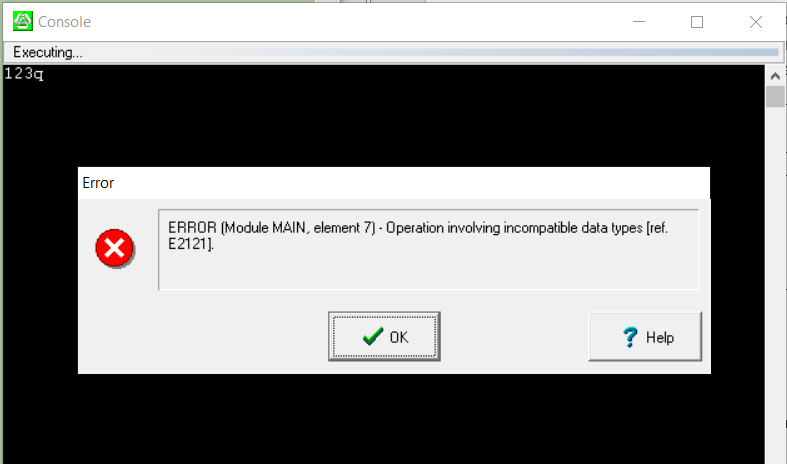 Console
Executing...
123q
Error
ERROR (Module MAIN, element 7) - Operation involving incompatible data types [ref.
E2121].
OK
? Help